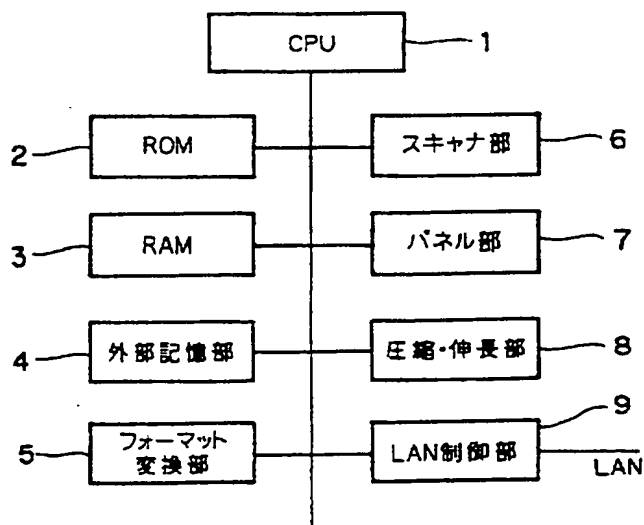 CPU
1
2
ROM
スキャナ部
6
3
RAM
パネル部
7
4
外部記憶部
圧縮・伸長部
8
5
フォーマット
変換部
LAN制御部
9
LAN